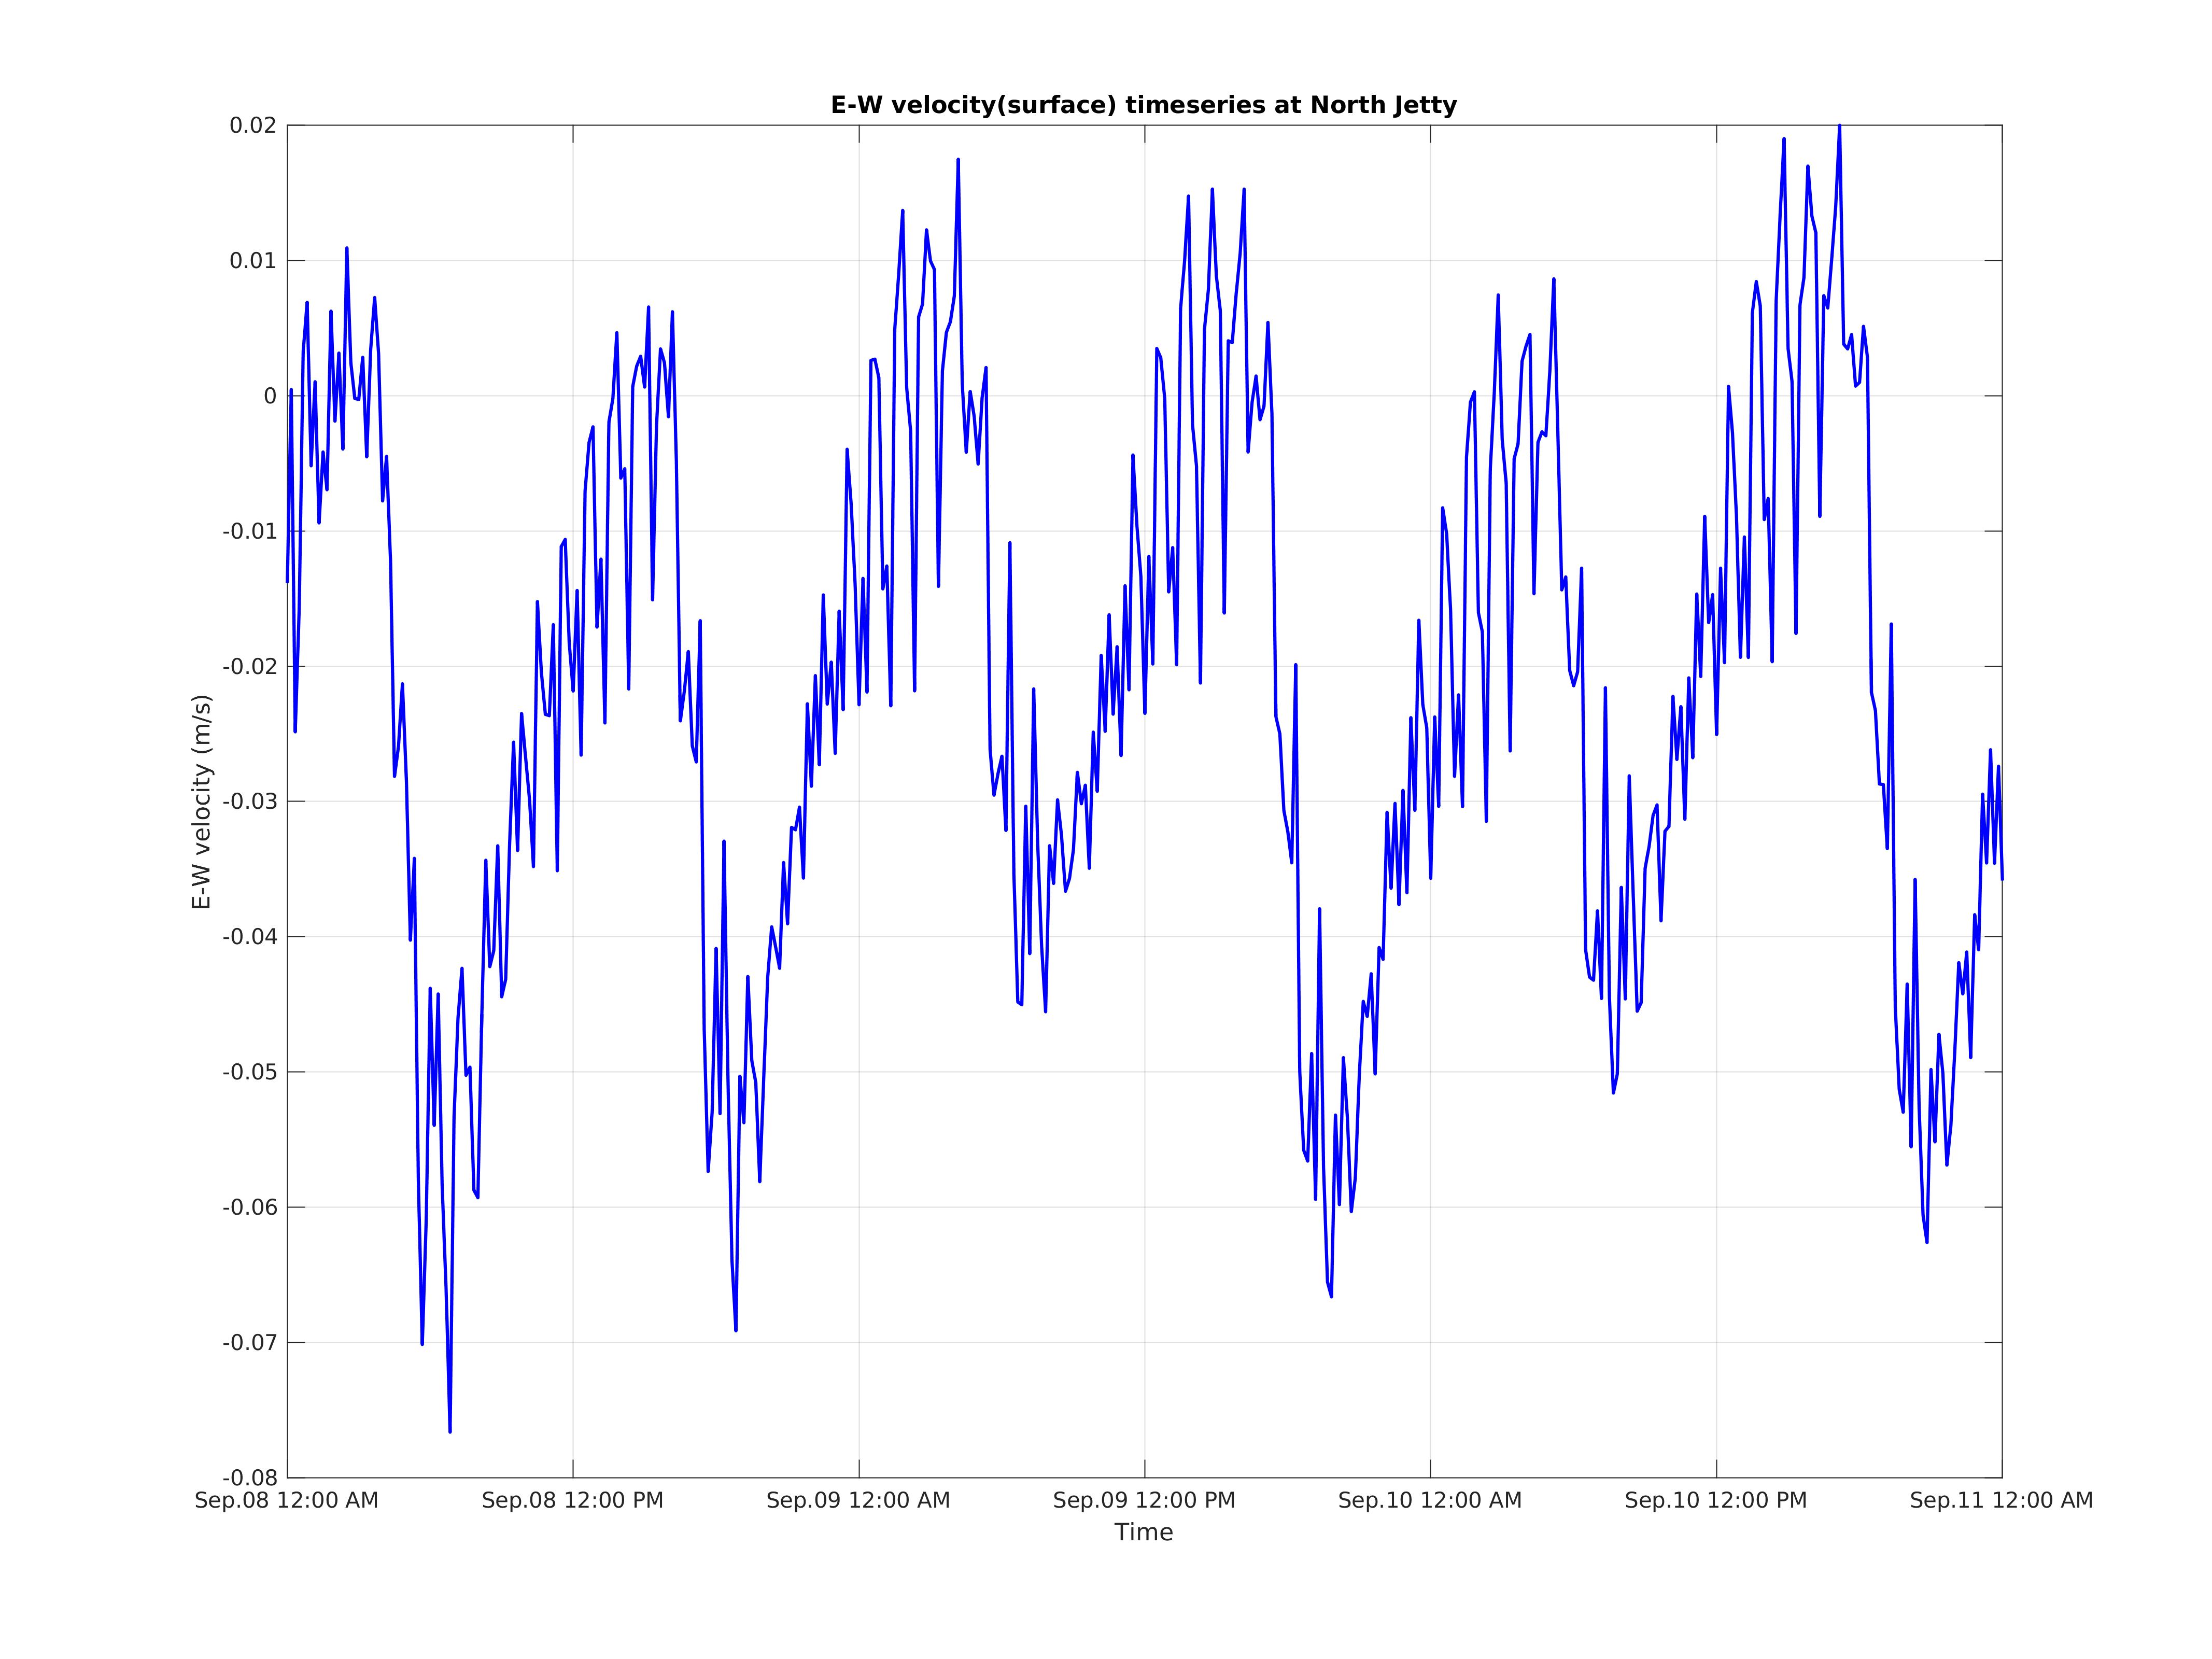 E-W velocity(surface) timeseries at North Jetty
0.02
0.01
0
-0.01
-0.02
-0.03
-0.04
-0.05
-0.06
-0.07
-0.08
E-W velocity (m/s)
Sep.08 12:00 AM Sep.08 12:00 PM Sep.09 12:00 AM Sep.09 12:00 PM Sep.10 12:00 AM Sep.10 12:00 PM Sep.11 12:00 AM
Time